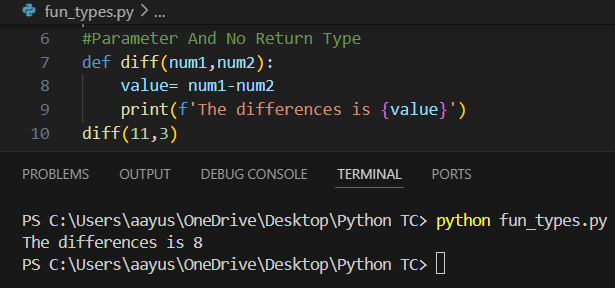 fun_types.py > ...
6 #Parameter And No Return Type
7 def diff(num1,num2):
8     value= num1-num2
9     print(f'The differences is {value}')
10 diff(11,3)
PROBLEMS OUTPUT DEBUG CONSOLE TERMINAL PORTS
PS C:\Users\aayus\OneDrive\Desktop\Python TC> python fun_types.py
The differences is 8
PS C:\Users\aayus\OneDrive\Desktop\Python TC>